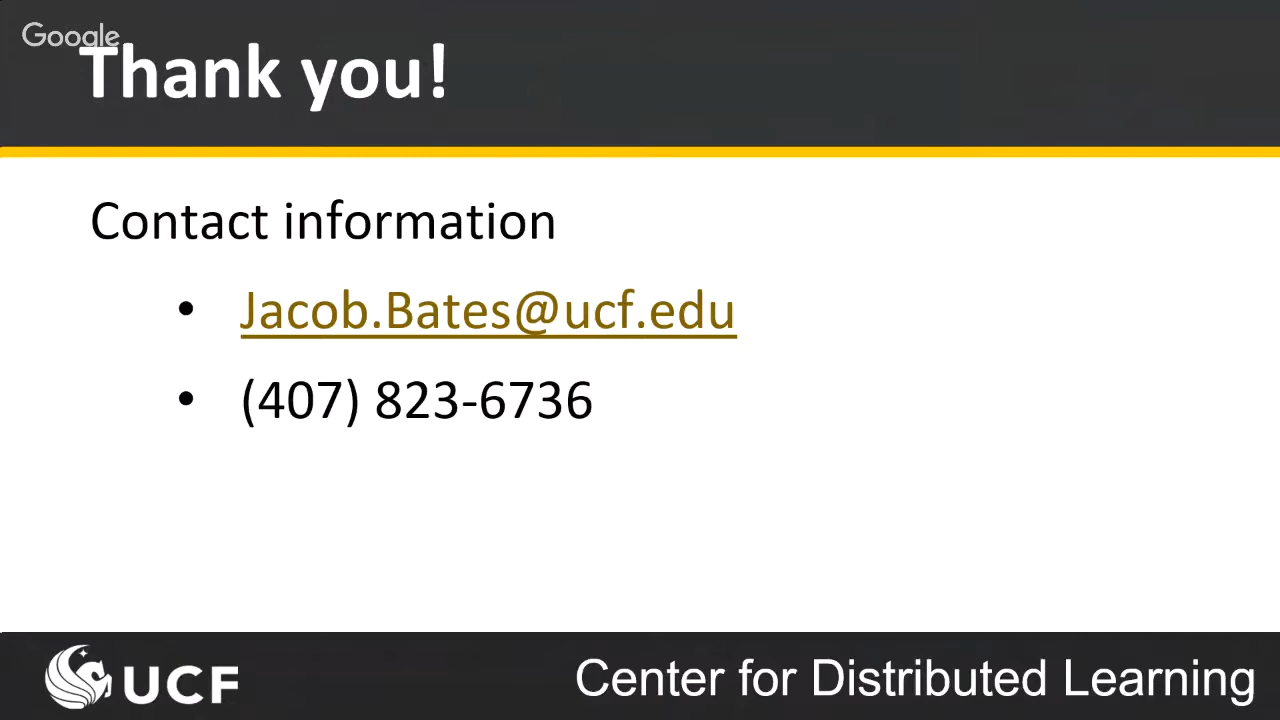 Google
Thank you!
Contact information
• Jacob.Bates@ucf.edu
• (407) 823-6736
UCF
Center for Distributed Learning